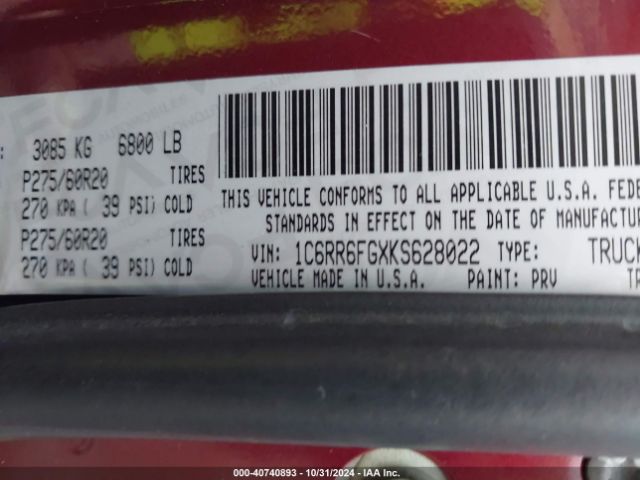 3085 KG 6800 LB
P275/60R20 TIRES
270 KPA ( 39 PSI) COLD
P275/60R20 TIRES
270 KPA ( 39 PSI) COLD
THIS VEHICLE CONFORMS TO ALL APPLICABLE U.S.A. FEDE
STANDARDS IN EFFECT ON THE DATE OF MANUFACTUR
VIN: 1C6RR6FGXKS628022 TYPE: TRUCK
VEHICLE MADE IN U.S.A. PAINT: PRV TR
000-40740893 - 10/31/2024 - IAA Inc.